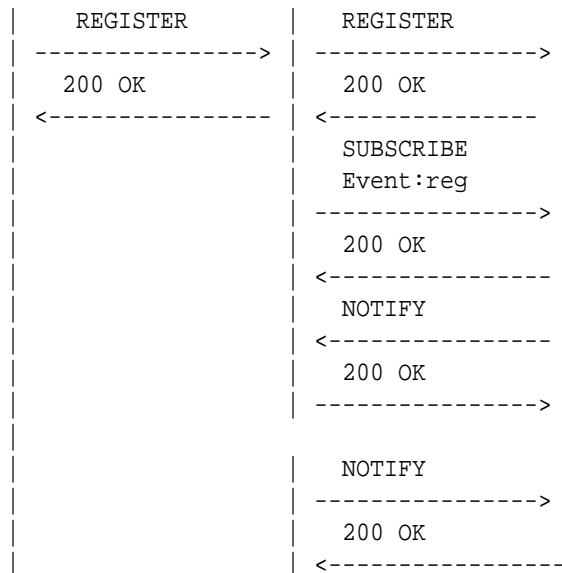 |    REGISTER      |   REGISTER
| ---------------> | --------------->
|  200 OK          |   200 OK
| <--------------- | <--------------
|                  |   SUBSCRIBE
|                  |   Event:reg
|                  | --------------->
|                  |   200 OK
|                  | <---------------
|                  |   NOTIFY
|                  | <---------------
|                  |   200 OK
|                  | --------------->
|
|                  |   NOTIFY
|                  | --------------->
|                  |   200 OK
|                  | <----------------